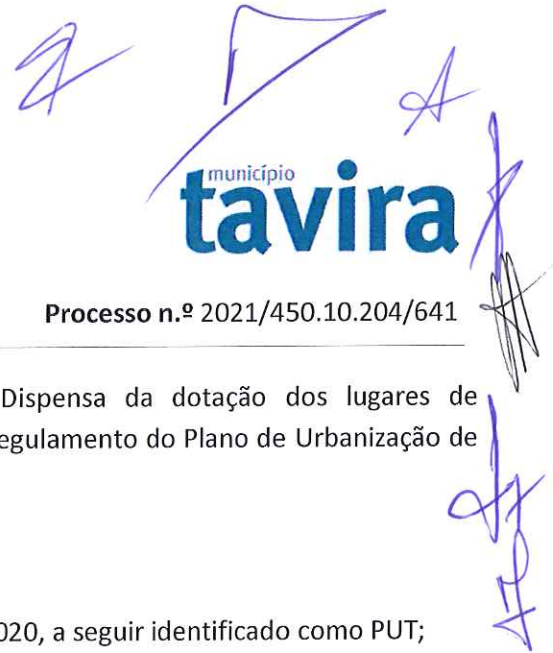 município
tavira
Processo n.º 2021/450.10.204/641
Dispensa da dotação dos lugares de
egulamento do Plano de Urbanização de
020, a seguir identificado como PUT;